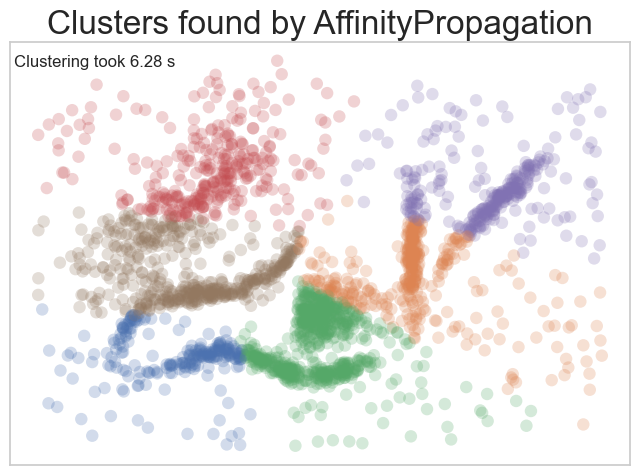 Clusters found by AffinityPropagation
Clustering took 6.28 s